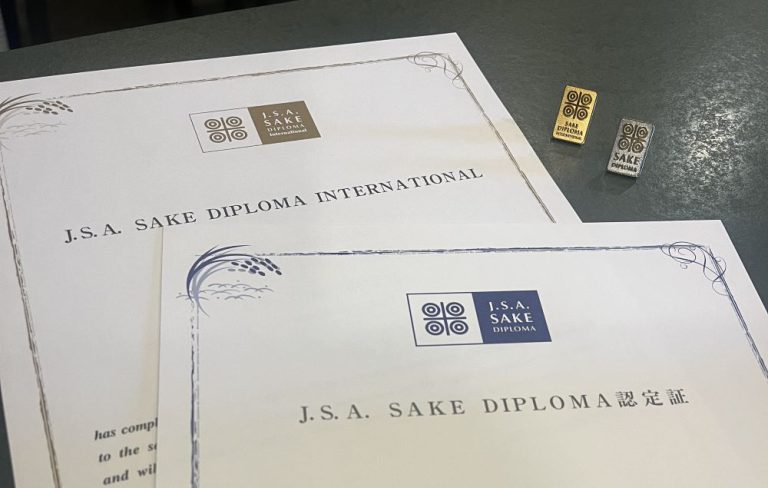 J.S.A.
SAKE
DIPLOMA
International
J.S.A. SAKE DIPLOMA INTERNATIONAL
has compl
to the s
and wil
SAKE
DIPLOMA
INTERNATIONAL
SAKE
DIPLOMA
J.S.A.
SAKE
DIPLOMA
J.S.A. SAKE DIPLOMA認定証